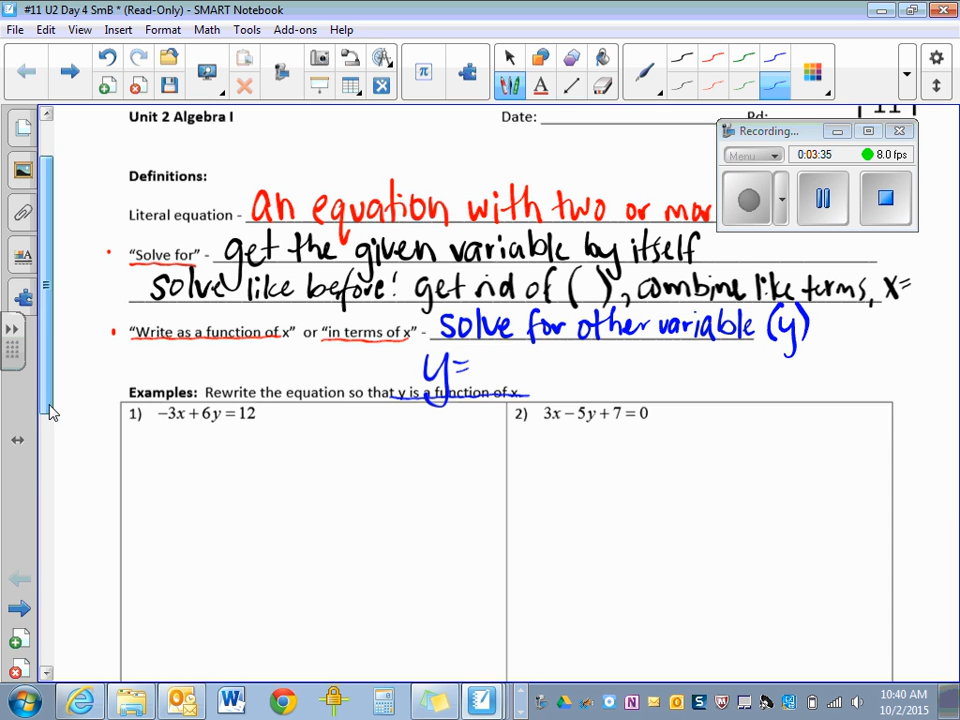 #11 U2 Day 4 SmB * (Read-Only) - SMART Notebook
File Edit View Insert Format Math Tools Add-ons Help
Unit 2 Algebra I Date: Pd: 11
Recording...
Menu 00:03:35 8.0 fps
Definitions:
Literal equation - an equation with two or mor
"Solve for" - get the given variable by itself
solve like before! get rid of ( ), combine like terms, x=
"Write as a function of x" or "in terms of x" - solve for other variable (y)
y=
Examples: Rewrite the equation so that y is a function of x.
1) −3x + 6y = 12 2) 3x − 5y + 7 = 0
10:40 AM
10/2/2015